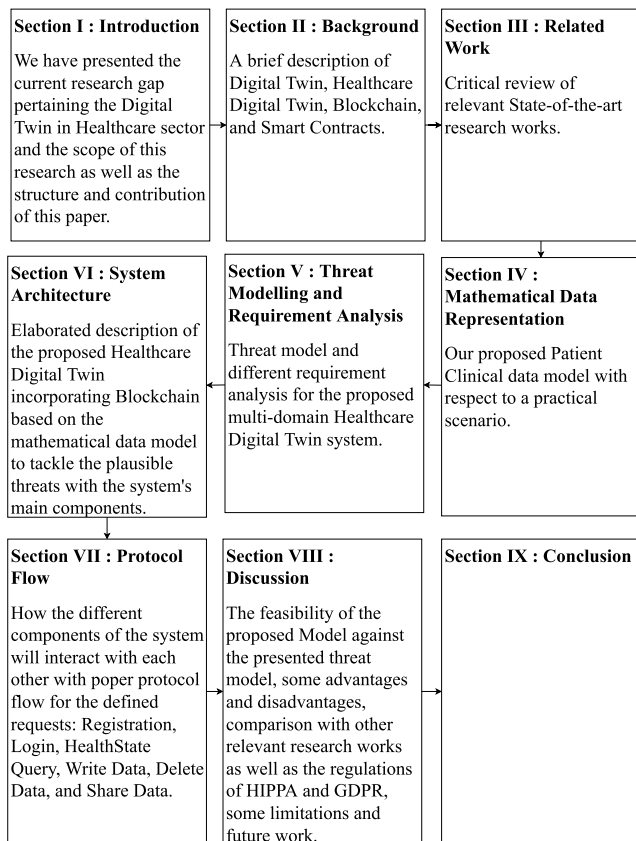 Section I : Introduction
We have presented the
current research gap
pertaining the Digital
Twin in Healthcare sector
and the scope of this
research as well as the
structure and contribution
of this paper.
Section II : Background
A brief description of
Digital Twin, Healthcare
Digital Twin, Blockchain,
and Smart Contracts.
Section III : Related
Work
Critical review of
relevant State-of-the-art
research works.
Section IV :
Mathematical Data
Representation
Our proposed Patient
Clinical data model with
respect to a practical
scenario.
Section V : Threat
Modelling and
Requirement Analysis
Threat model and
different requirement
analysis for the proposed
multi-domain Healthcare
Digital Twin system.
Section VI : System
Architecture
Elaborated description of
the proposed Healthcare
Digital Twin
incorporating Blockchain
based on the
mathematical data model
to tackle the plausible
threats with the system's
main components.
Section VII : Protocol
Flow
How the different
components of the system
will interact with each
other with poper protocol
flow for the defined
requests: Registration,
Login, HealthState
Query, Write Data, Delete
Data, and Share Data.
Section VIII :
Discussion
The feasibility of the
proposed Model against
the presented threat
model, some advantages
and disadvantages,
comparison with other
relevant research works
as well as the regulations
of HIPPA and GDPR,
some limitations and
future work.
Section IX : Conclusion